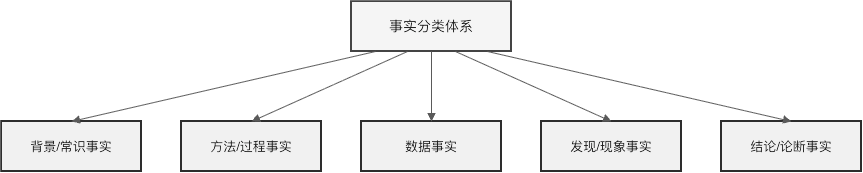 事实分类体系
背景/常识事实
方法/过程事实
数据事实
发现/现象事实
结论/论断事实